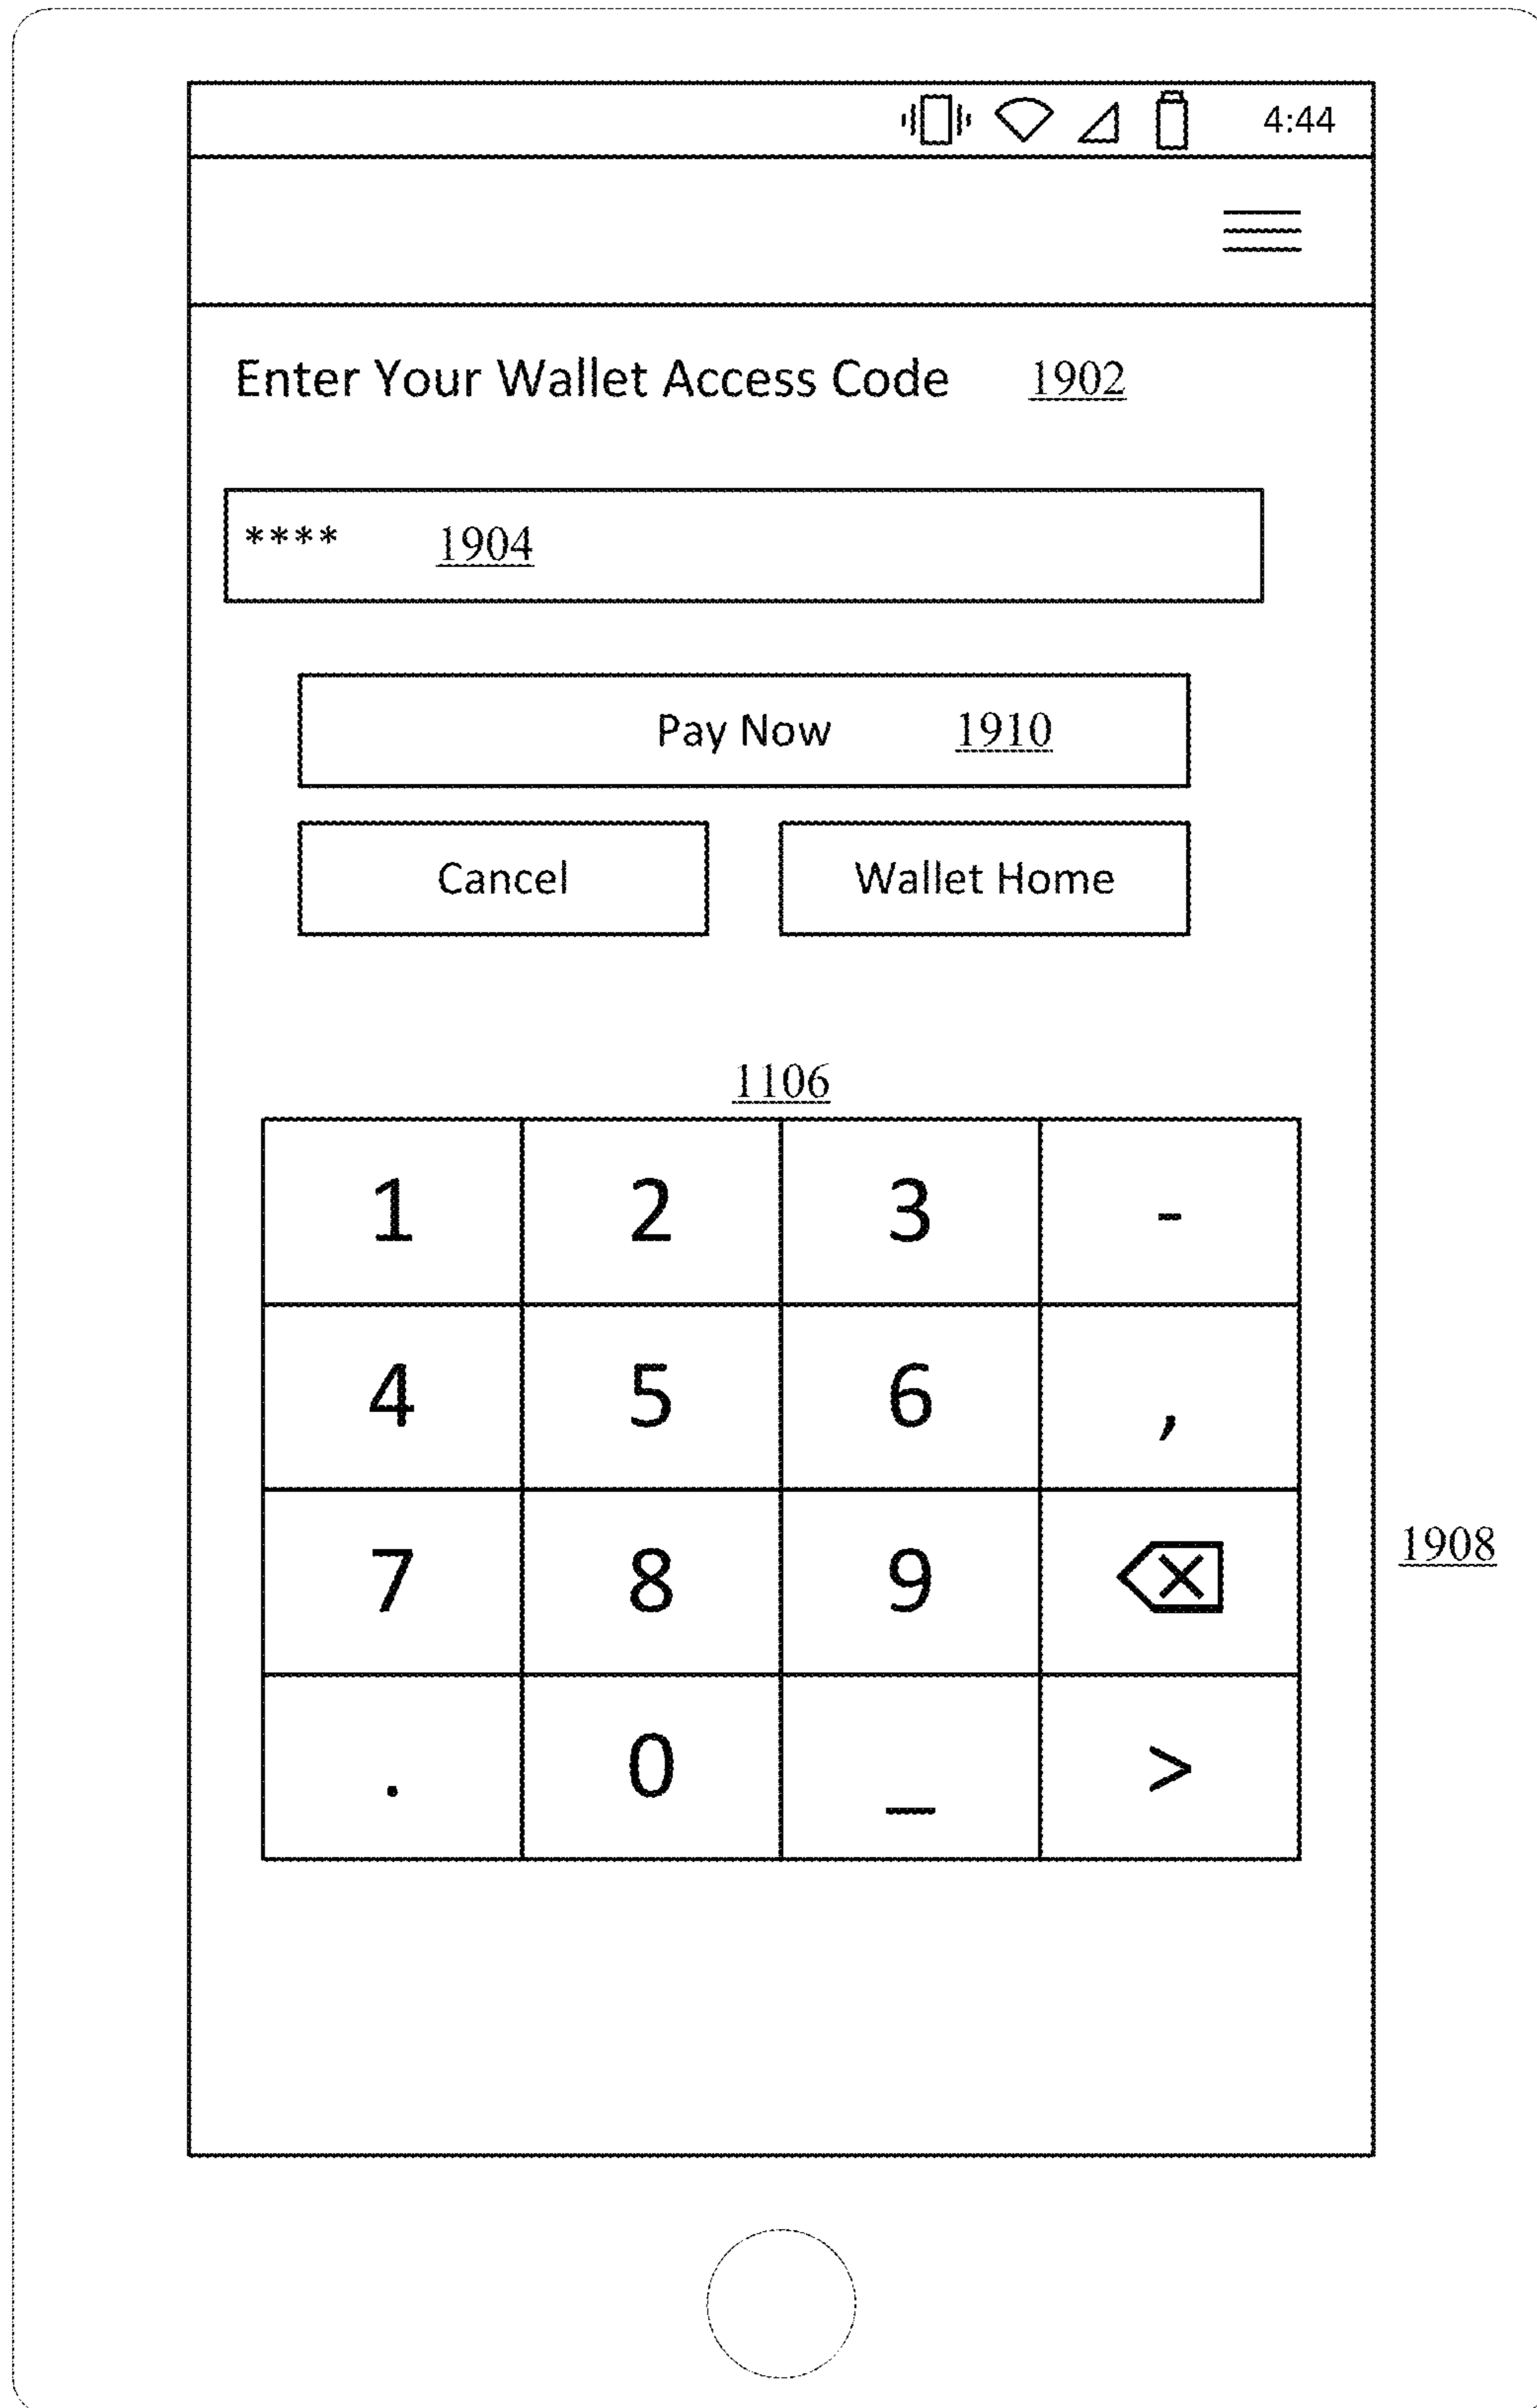 4:44
Enter Your Wallet Access Code 1902
**** 1904
Pay Now 1910
Cancel Wallet Home
1106
1 2 3 -
4 5 6 ,
7 8 9
1908
. 0 _ >